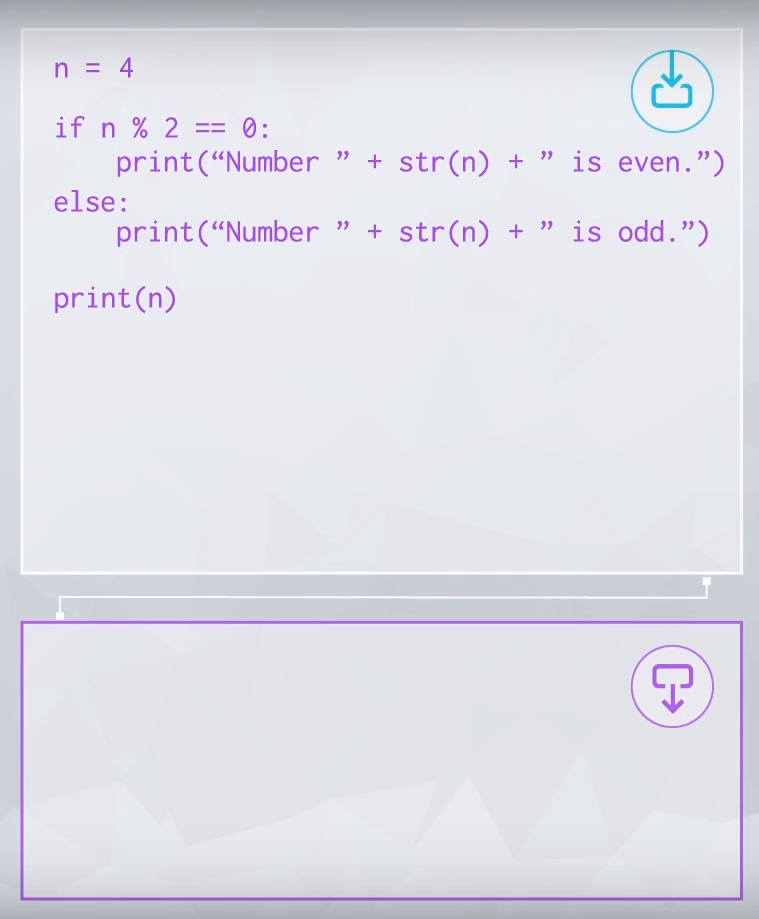 n = 4
if n % 2 == 0:
    print(“Number ” + str(n) + ” is even.”)
else:
    print(“Number ” + str(n) + ” is odd.”)
print(n)